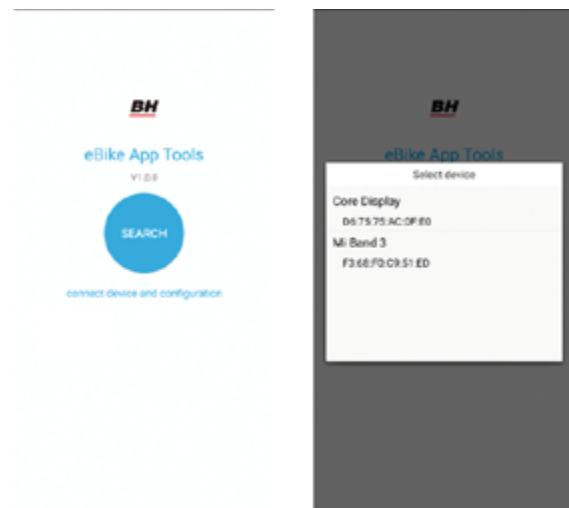 BH
eBike App Tools
V1.0.6
SEARCH
connect device and configuration
BH
eBike App Tools
Select device
Core Display
D6:75:75:AC:0F:E0
Mi Band 3
F3:68:F0:C9:51:ED